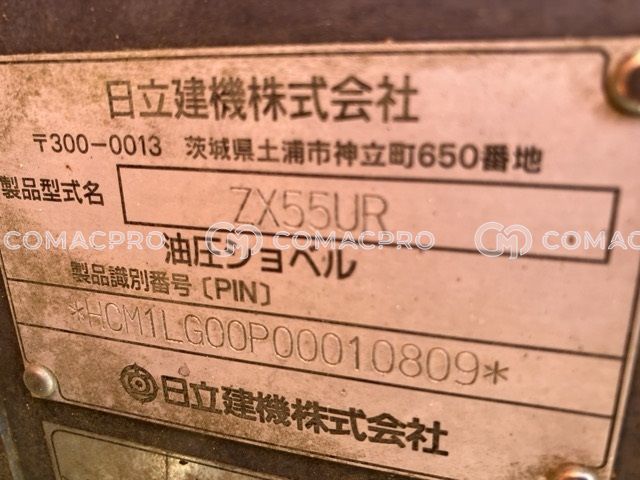 日立建機株式会社
〒300-0013 茨城県土浦市神立町650番地
製品型式名 ZX55UR
COMACPRO COMACPRO COMACPRO
油圧ショベル
製品識別番号〔PIN〕
*HCM1LG00P00010809*
日立建機株式会社